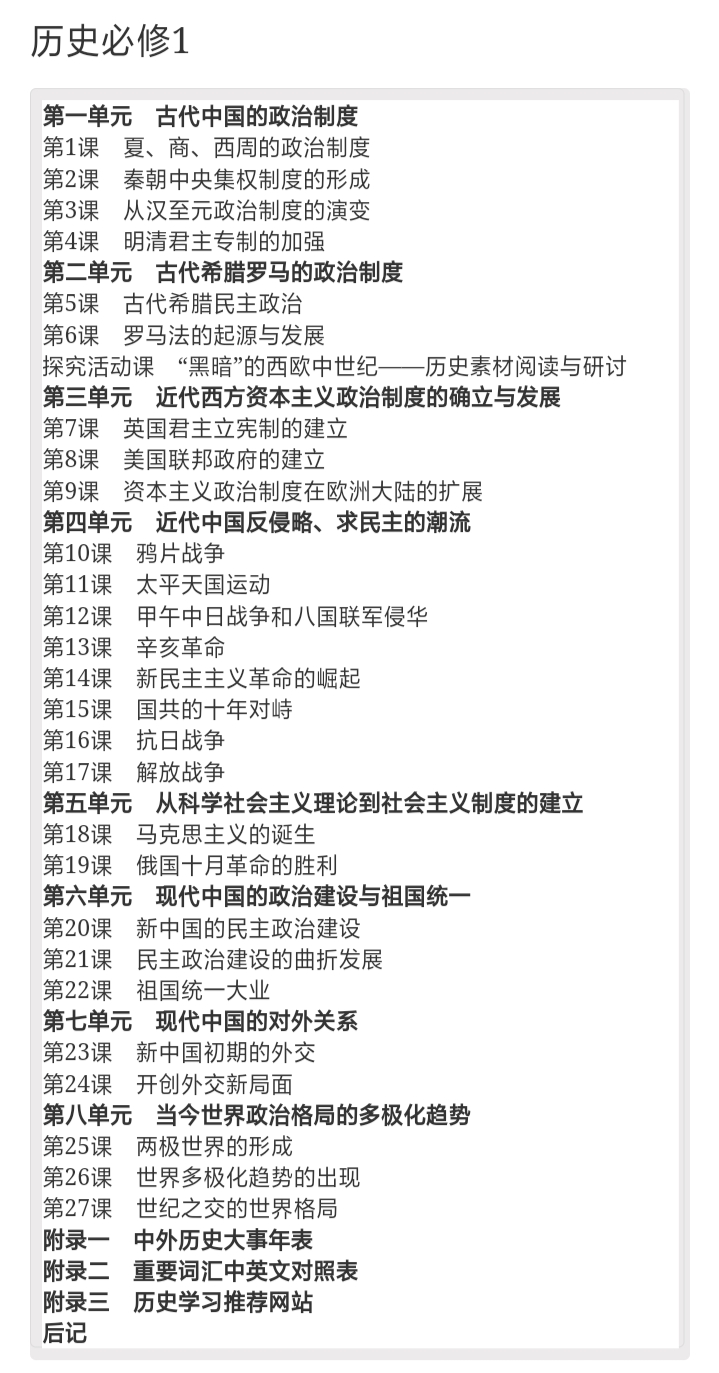 历史必修1
第一单元　古代中国的政治制度
第1课　夏、商、西周的政治制度
第2课　秦朝中央集权制度的形成
第3课　从汉至元政治制度的演变
第4课　明清君主专制的加强
第二单元　古代希腊罗马的政治制度
第5课　古代希腊民主政治
第6课　罗马法的起源与发展
探究活动课　“黑暗”的西欧中世纪——历史素材阅读与研讨
第三单元　近代西方资本主义政治制度的确立与发展
第7课　英国君主立宪制的建立
第8课　美国联邦政府的建立
第9课　资本主义政治制度在欧洲大陆的扩展
第四单元　近代中国反侵略、求民主的潮流
第10课　鸦片战争
第11课　太平天国运动
第12课　甲午中日战争和八国联军侵华
第13课　辛亥革命
第14课　新民主主义革命的崛起
第15课　国共的十年对峙
第16课　抗日战争
第17课　解放战争
第五单元　从科学社会主义理论到社会主义制度的建立
第18课　马克思主义的诞生
第19课　俄国十月革命的胜利
第六单元　现代中国的政治建设与祖国统一
第20课　新中国的民主政治建设
第21课　民主政治建设的曲折发展
第22课　祖国统一大业
第七单元　现代中国的对外关系
第23课　新中国初期的外交
第24课　开创外交新局面
第八单元　当今世界政治格局的多极化趋势
第25课　两极世界的形成
第26课　世界多极化趋势的出现
第27课　世纪之交的世界格局
附录一　中外历史大事年表
附录二　重要词汇中英文对照表
附录三　历史学习推荐网站
后记